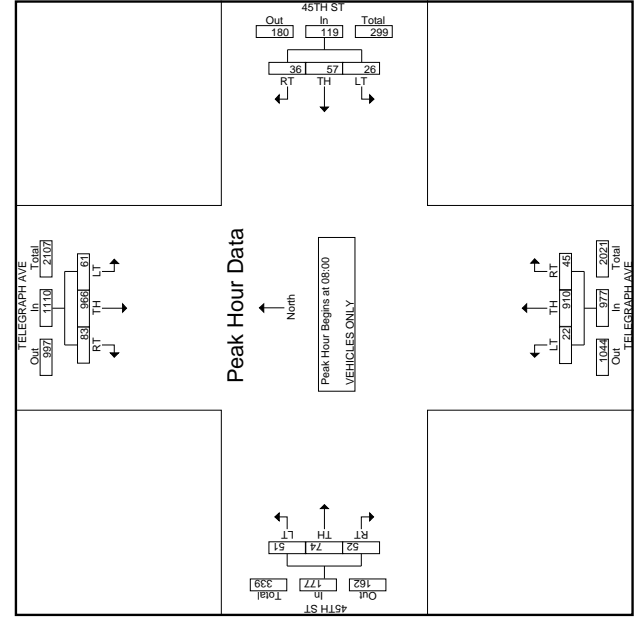 45TH ST
Out In Total
180 119 299
36 57 26
RT TH LT
TELEGRAPH AVE
Out In Total
997 1110 2107
83 966 61
RT TH LT
Peak Hour Data
North
Peak Hour Begins at 08:00
VEHICLES ONLY
LT TH RT
22 910 45
Out In Total
1044 977 2021
TELEGRAPH AVE
LT TH RT
51 74 52
Total In Out
339 177 162
45TH ST